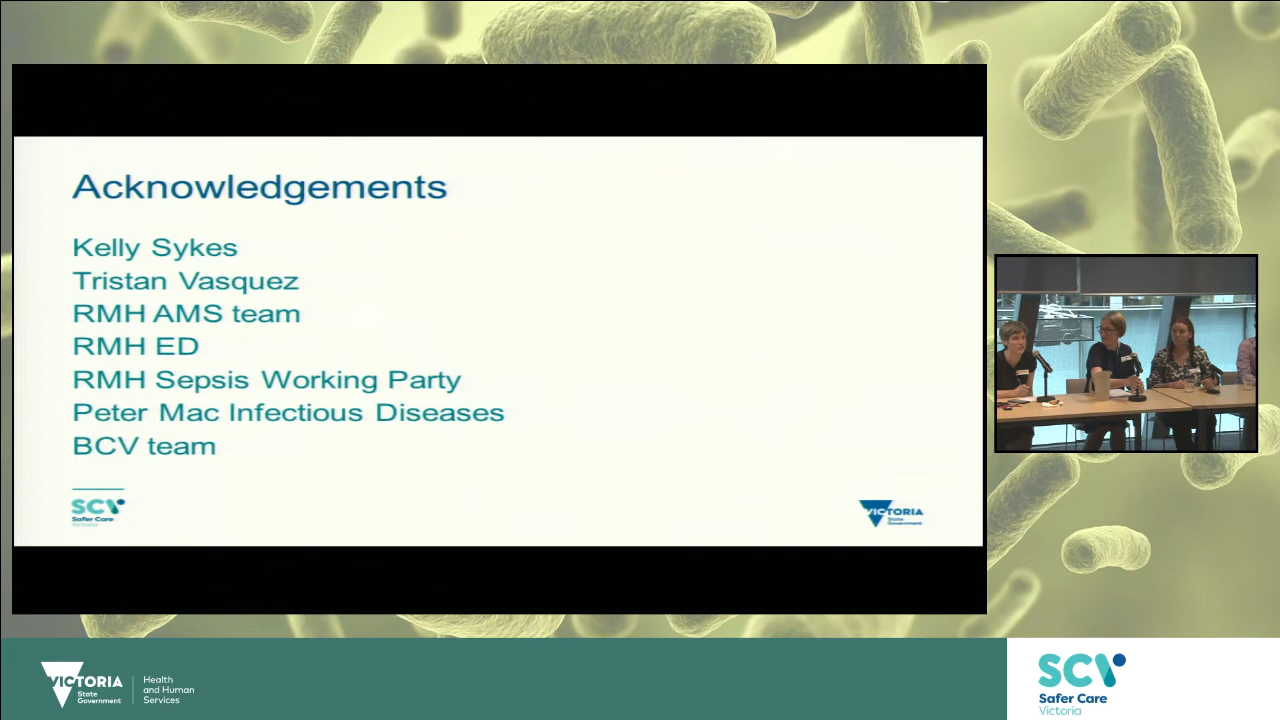 Acknowledgements
Kelly Sykes
Tristan Vasquez
RMH AMS team
RMH ED
RMH Sepsis Working Party
Peter Mac Infectious Diseases
BCV team
SCV
Safer Care
Victoria
VICTORIA
State
Government
VICTORIA
State
Government
Health
and Human
Services
SCV
Safer Care
Victoria